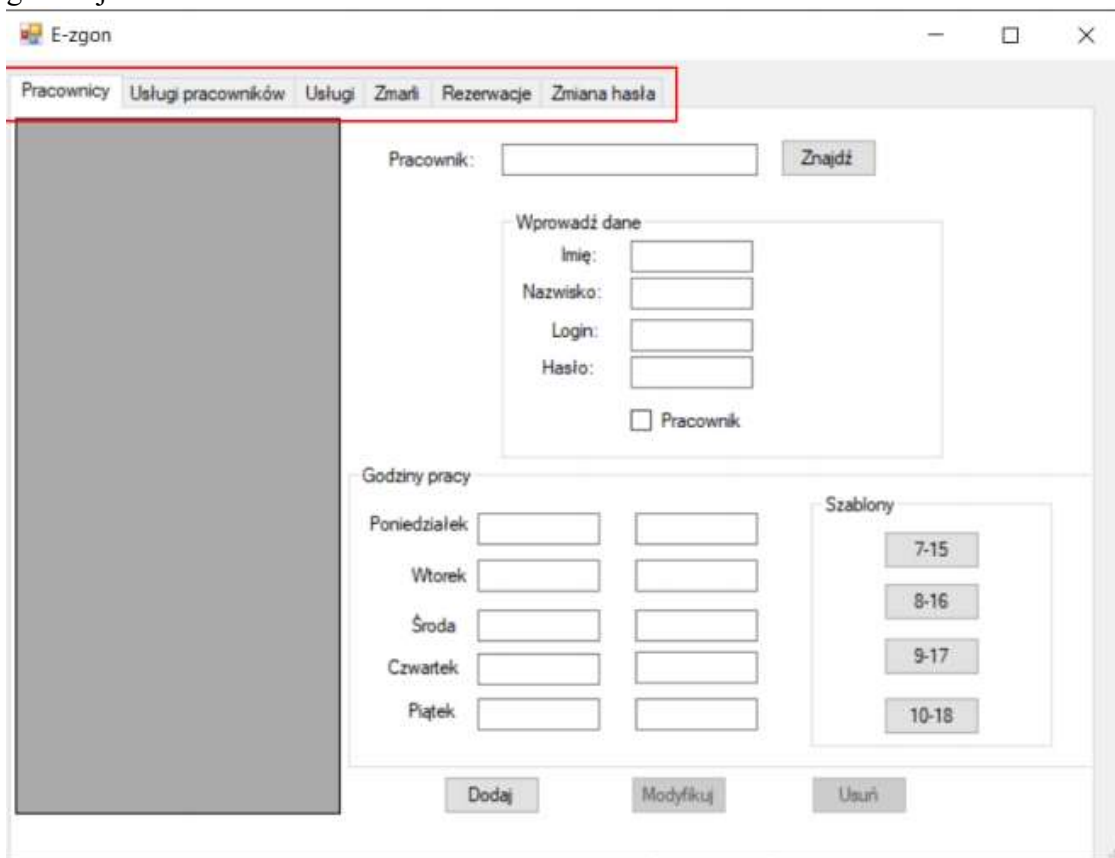 E-zgon
Pracownicy Usługi pracowników Usługi Zmarli Rezerwacje Zmiana hasła
Pracownik: Znajdź
Wprowadź dane
Imię:
Nazwisko:
Login:
Hasło:
Pracownik
Godziny pracy
Szablony
Poniedziałek
7-15
Wtorek
8-16
Środa
9-17
Czwartek
Piątek
10-18
Dodaj Modyfikuj Usuń